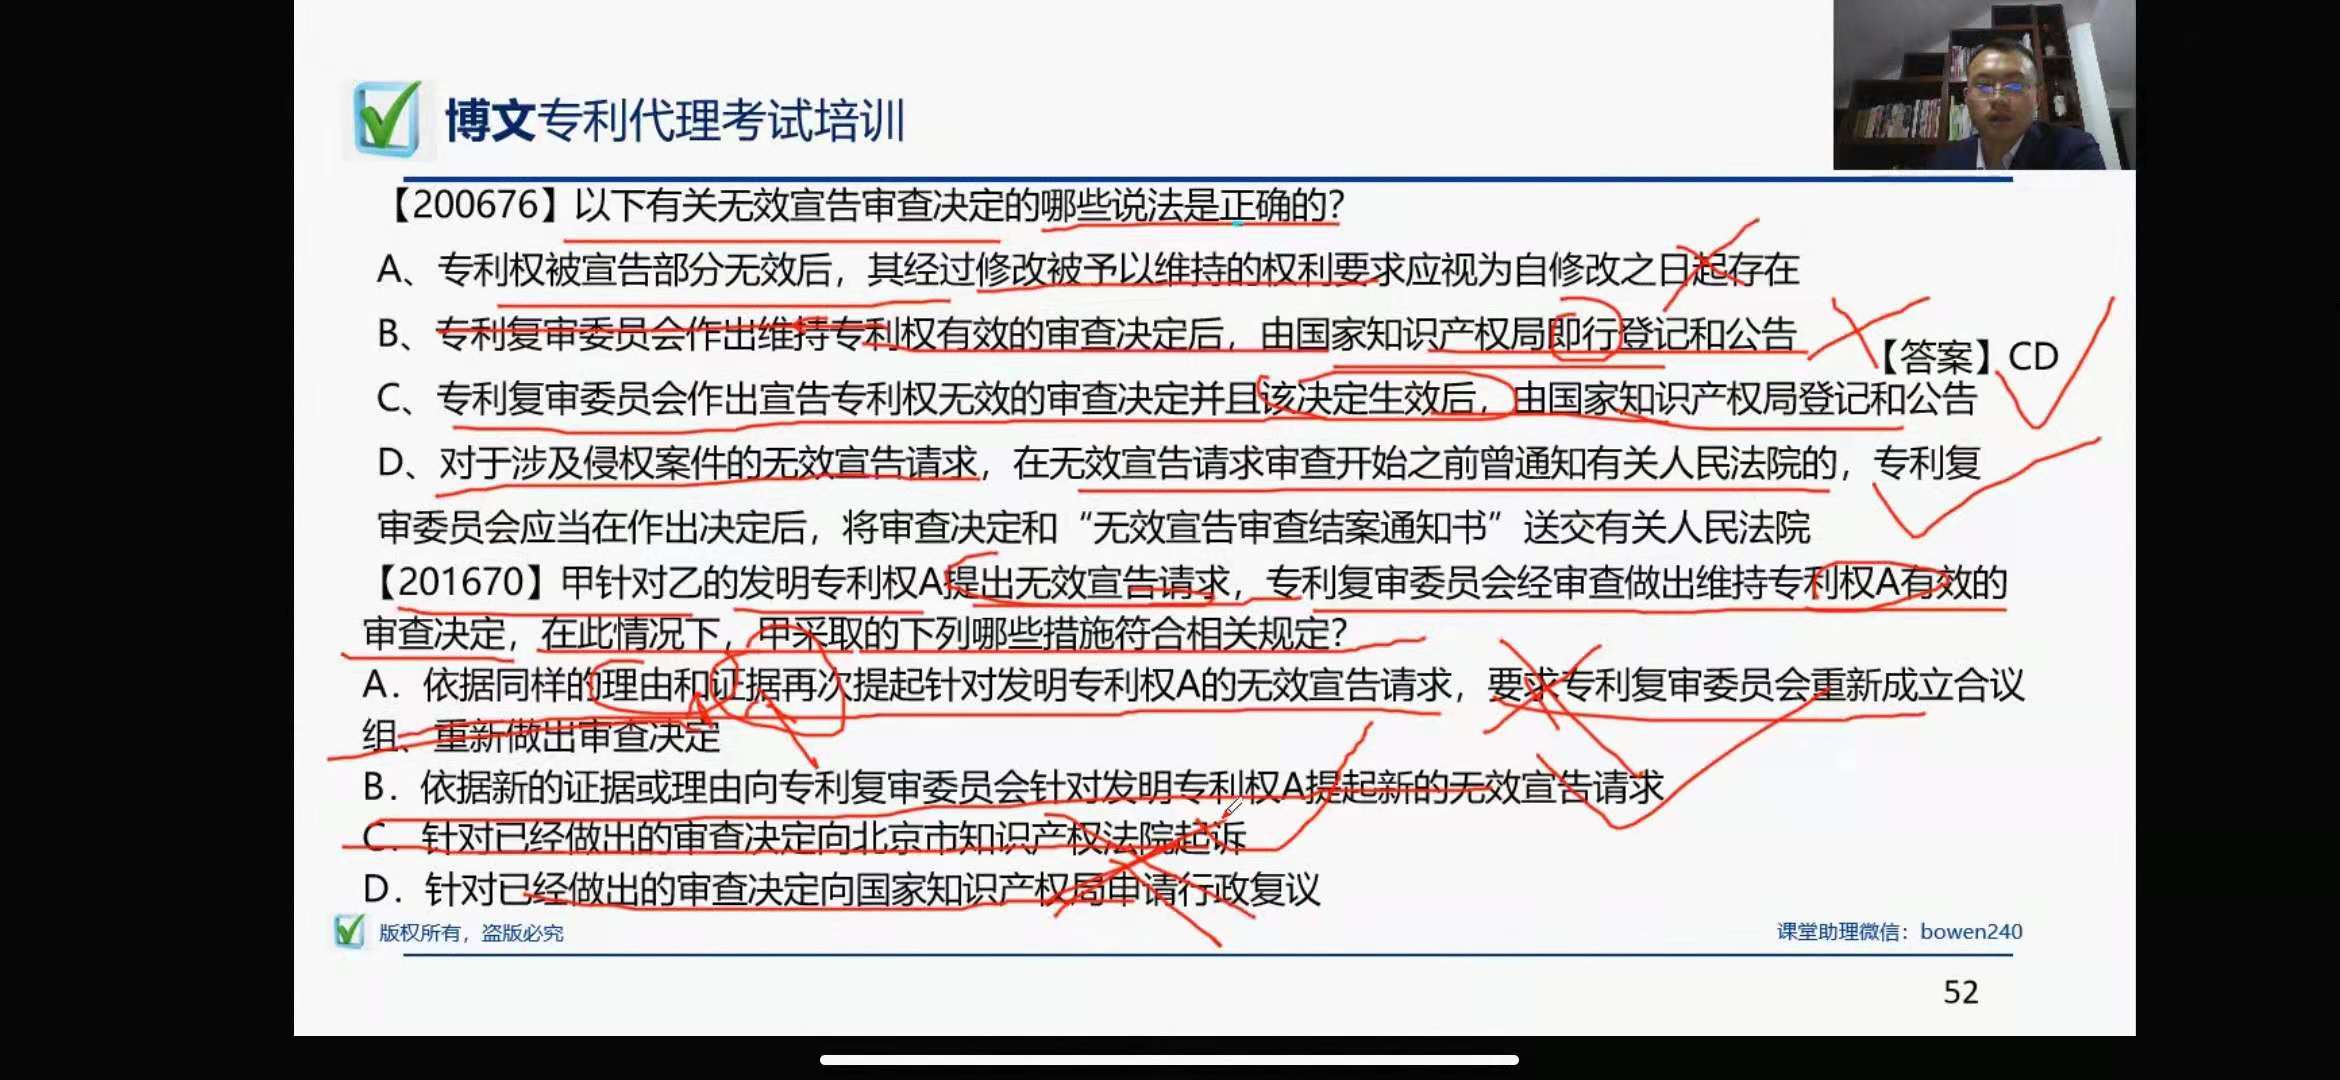 博文专利代理考试培训
【200676】以下有关无效宣告审查决定的哪些说法是正确的？
A、专利权被宣告部分无效后，其经过修改被予以维持的权利要求应视为自修改之日起存在
B、专利复审委员会作出维持专利权有效的审查决定后，由国家知识产权局即行登记和公告
【答案】CD
C、专利复审委员会作出宣告专利权无效的审查决定并且该决定生效后，由国家知识产权局登记和公告
D、对于涉及侵权案件的无效宣告请求，在无效宣告请求审查开始之前曾通知有关人民法院的，专利复
审委员会应当在作出决定后，将审查决定和“无效宣告审查结案通知书”送交有关人民法院
【201670】甲针对乙的发明专利权A提出无效宣告请求，专利复审委员会经审查做出维持专利权A有效的
审查决定，在此情况下，甲采取的下列哪些措施符合相关规定？
A．依据同样的理由和证据再次提起针对发明专利权A的无效宣告请求，要求专利复审委员会重新成立合议
组、重新做出审查决定
B．依据新的证据或理由向专利复审委员会针对发明专利权A提起新的无效宣告请求
C．针对已经做出的审查决定向北京市知识产权法院起诉
D．针对已经做出的审查决定向国家知识产权局申请行政复议
版权所有，盗版必究
课堂助理微信：bowen240
52